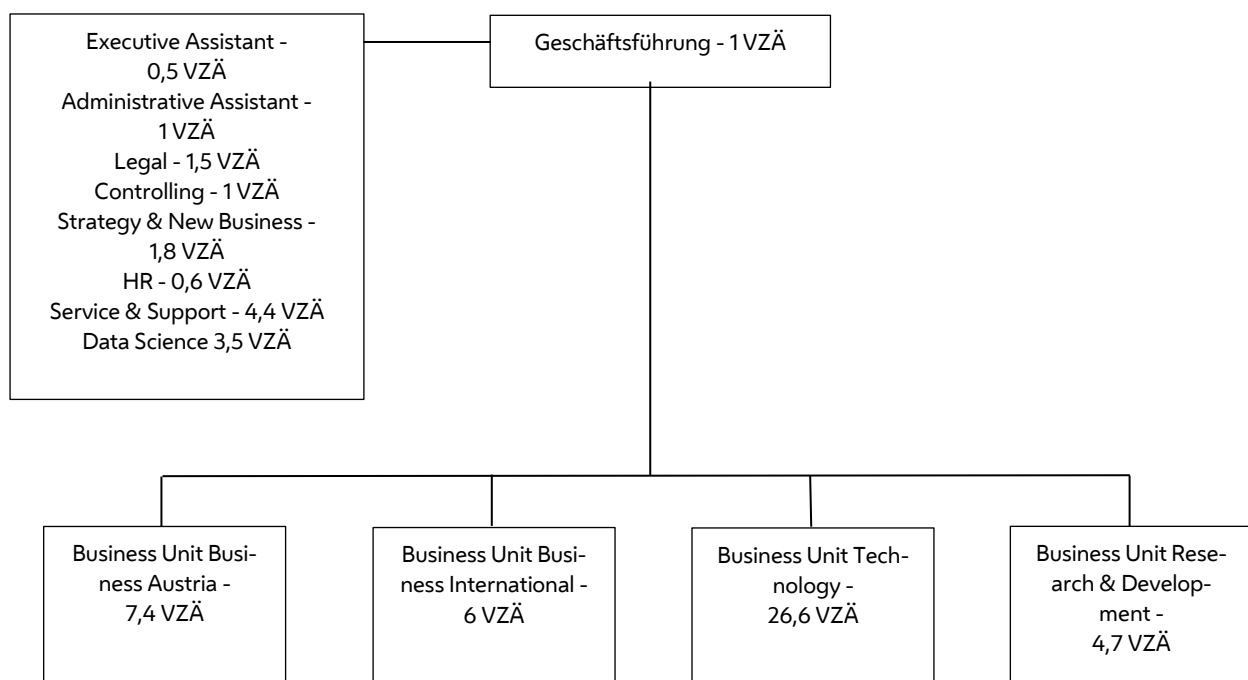 Executive Assistant -
0,5 VZÄ
Administrative Assistant -
1 VZÄ
Legal - 1,5 VZÄ
Controlling - 1 VZÄ
Strategy & New Business -
1,8 VZÄ
HR - 0,6 VZÄ
Service & Support - 4,4 VZÄ
Data Science 3,5 VZÄ
Geschäftsführung - 1 VZÄ
Business Unit Busi-
ness Austria -
7,4 VZÄ
Business Unit Busi-
ness International -
6 VZÄ
Business Unit Tech-
nology -
26,6 VZÄ
Business Unit Rese-
arch & Develop-
ment -
4,7 VZÄ